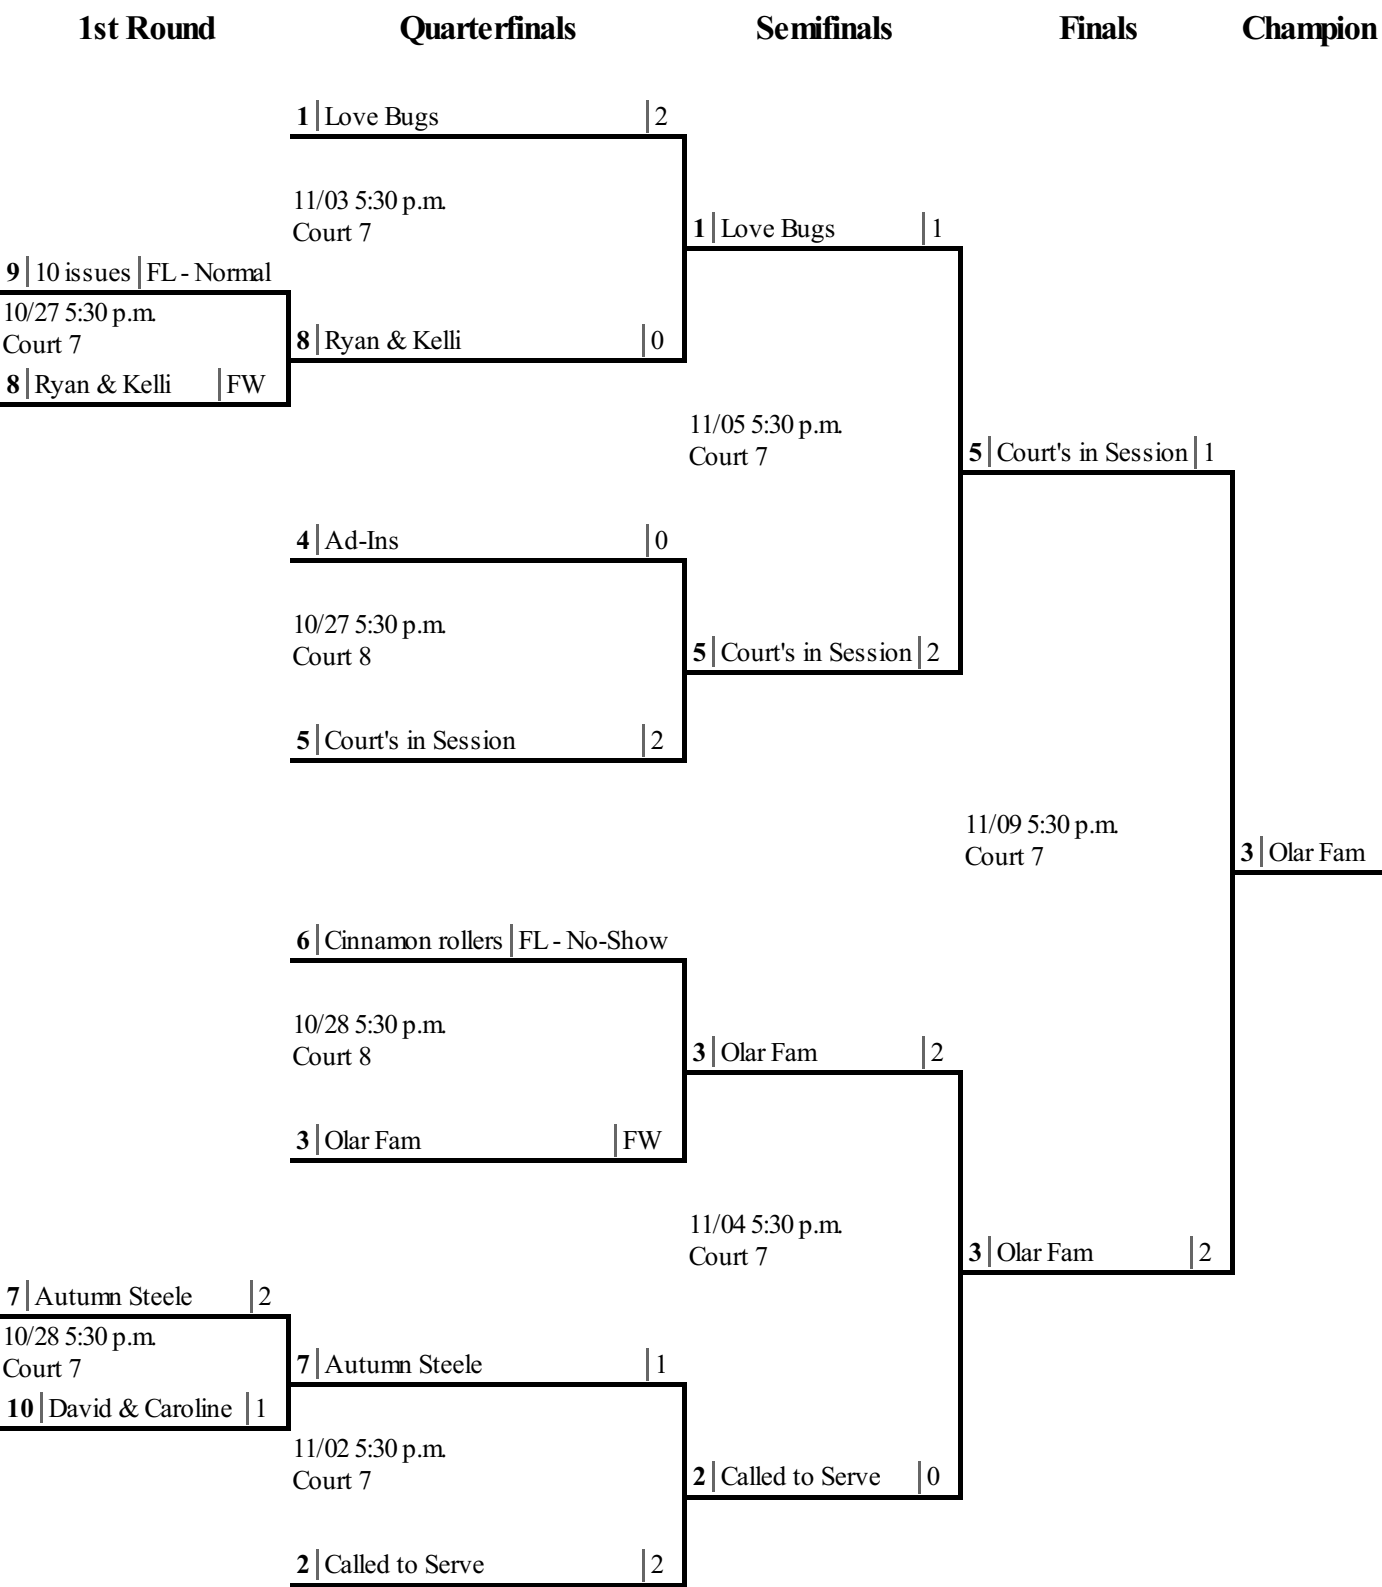 1st Round Quarterfinals Semifinals Finals Champion
1 Love Bugs 2
11/03 5:30 p.m.
Court 7
1 Love Bugs 1
9 10 issues FL - Normal
10/27 5:30 p.m.
Court 7
8 Ryan & Kelli 0
8 Ryan & Kelli FW
11/05 5:30 p.m.
Court 7
5 Court's in Session 1
4 Ad-Ins 0
10/27 5:30 p.m.
Court 8
5 Court's in Session 2
5 Court's in Session 2
11/09 5:30 p.m.
Court 7
3 Olar Fam
6 Cinnamon rollers FL - No-Show
10/28 5:30 p.m.
Court 8
3 Olar Fam 2
3 Olar Fam FW
11/04 5:30 p.m.
Court 7
3 Olar Fam 2
7 Autumn Steele 2
10/28 5:30 p.m.
Court 7
7 Autumn Steele 1
10 David & Caroline 1
11/02 5:30 p.m.
Court 7
2 Called to Serve 0
2 Called to Serve 2